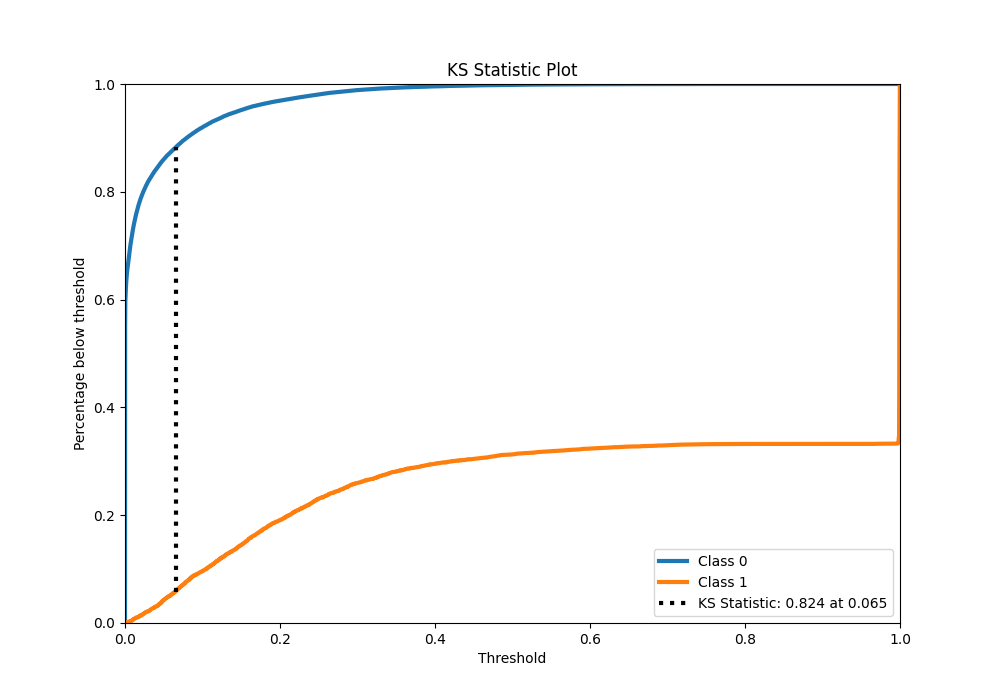 KS Statistic Plot
1.0
0.8
0.6
0.4
0.2
0.0
Percentage below threshold
0.0 0.2 0.4 0.6 0.8 1.0
Threshold
Class 0
Class 1
KS Statistic: 0.824 at 0.065